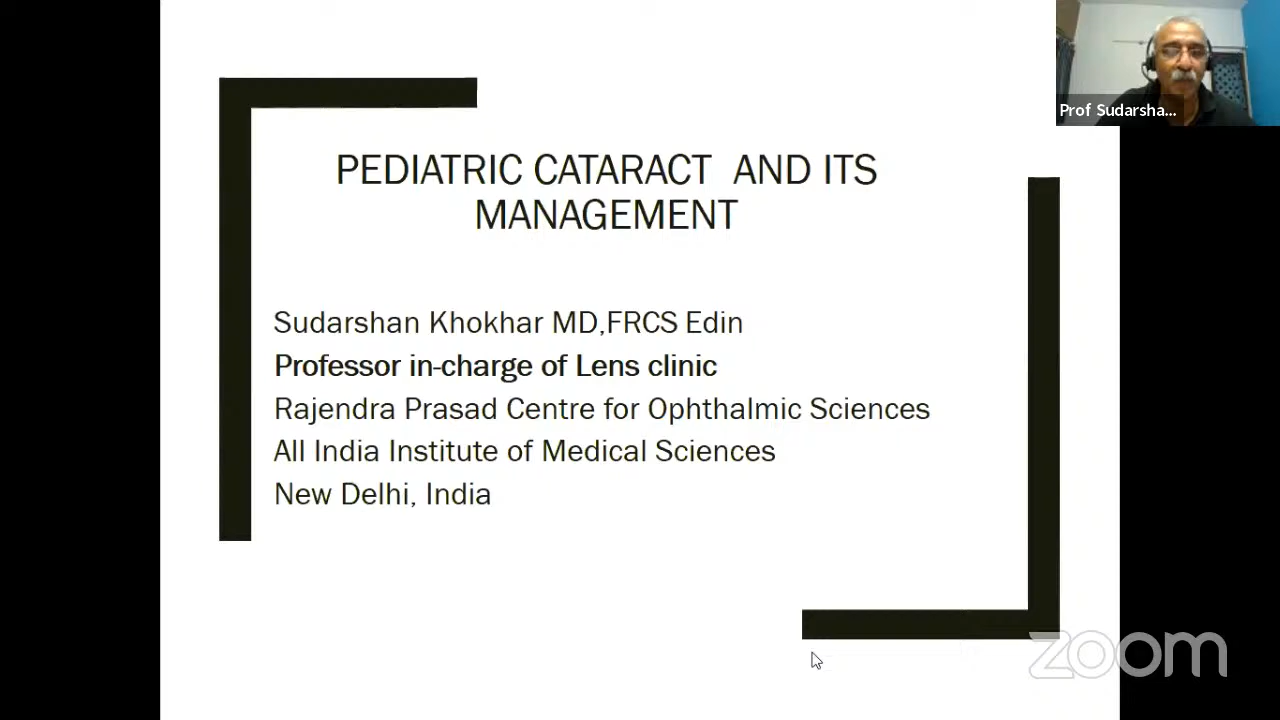 Prof Sudarsha...
PEDIATRIC CATARACT AND ITS
MANAGEMENT
Sudarshan Khokhar MD,FRCS Edin
Professor in-charge of Lens clinic
Rajendra Prasad Centre for Ophthalmic Sciences
All India Institute of Medical Sciences
New Delhi, India
zoom